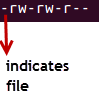 -rw-rw-r--
indicates
file